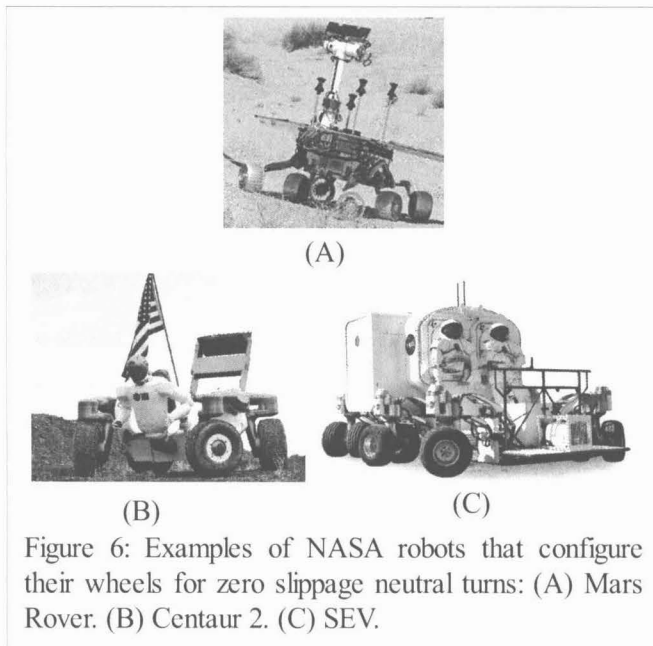 (A)
(B)
(C)
Figure 6: Examples of NASA robots that configure
their wheels for zero slippage neutral turns: (A) Mars
Rover. (B) Centaur 2. (C) SEV.